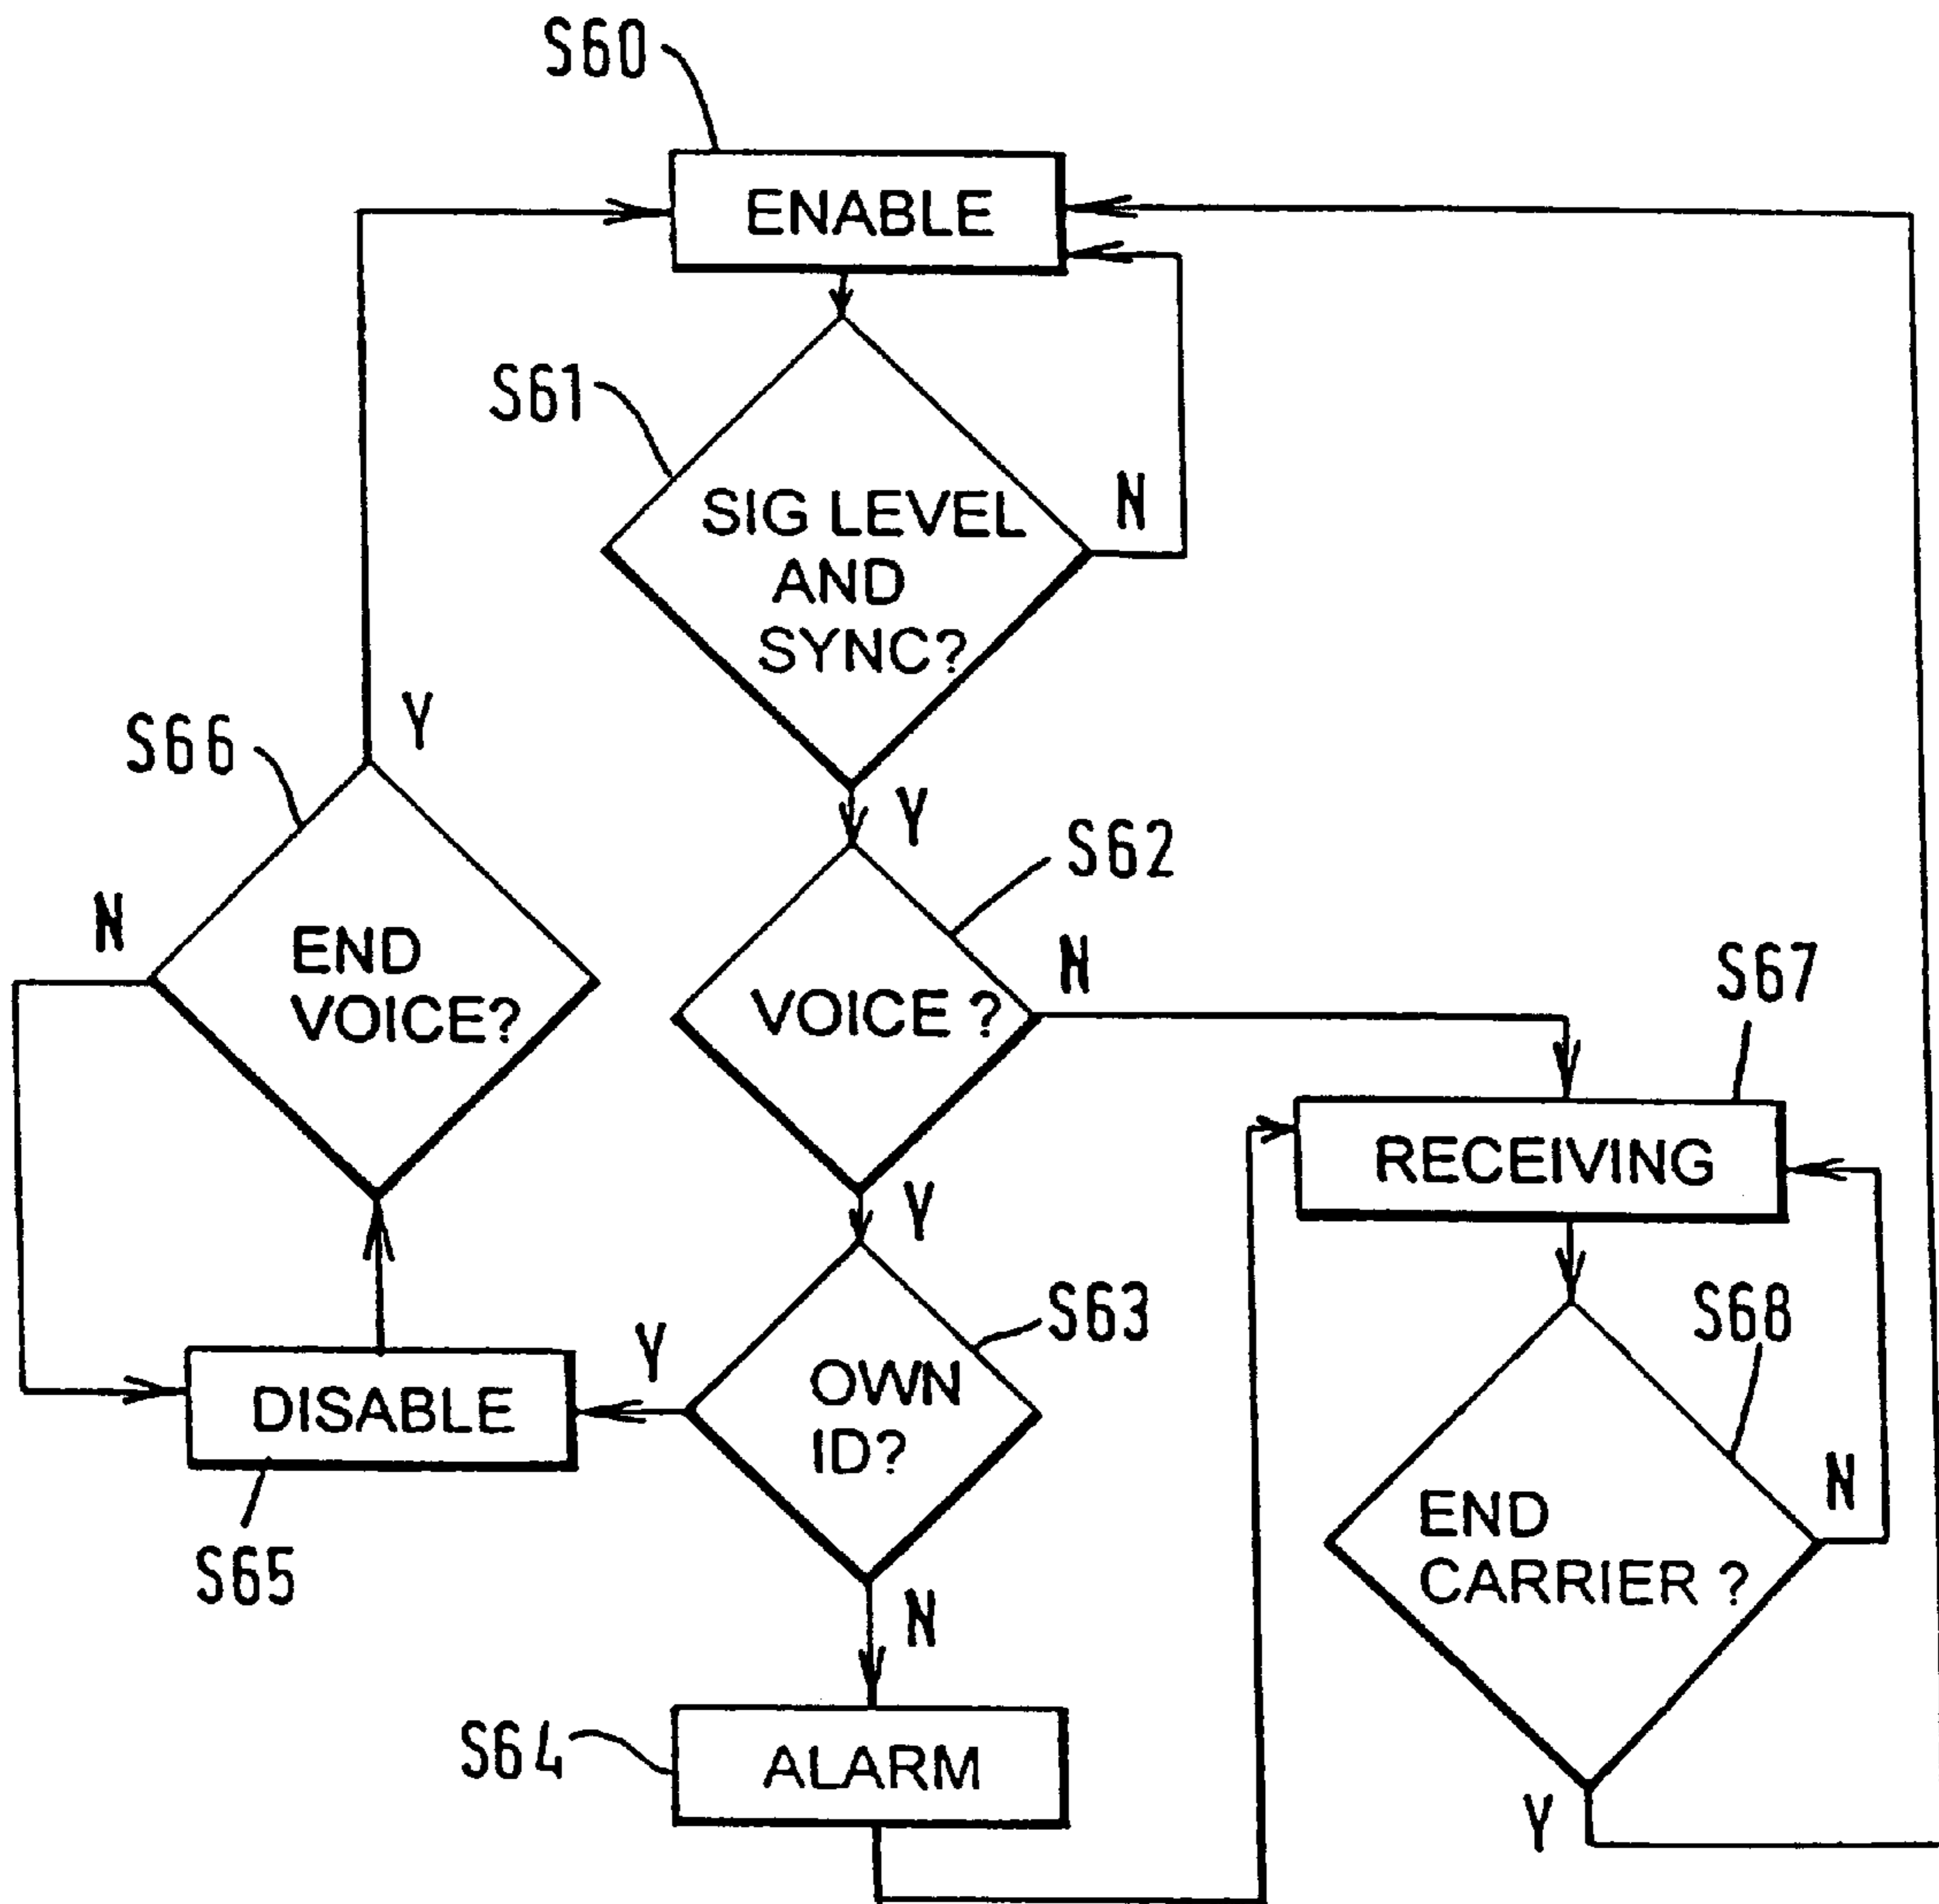 S60
ENABLE
S61
SIG LEVEL
AND
SYNC?
N
Y
S66
Y
N
END
VOICE?
S62
VOICE ?
N
Y
S67
RECEIVING
S63
OWN
ID?
Y
N
DISABLE
S65
S68
END
CARRIER ?
N
Y
S64
ALARM